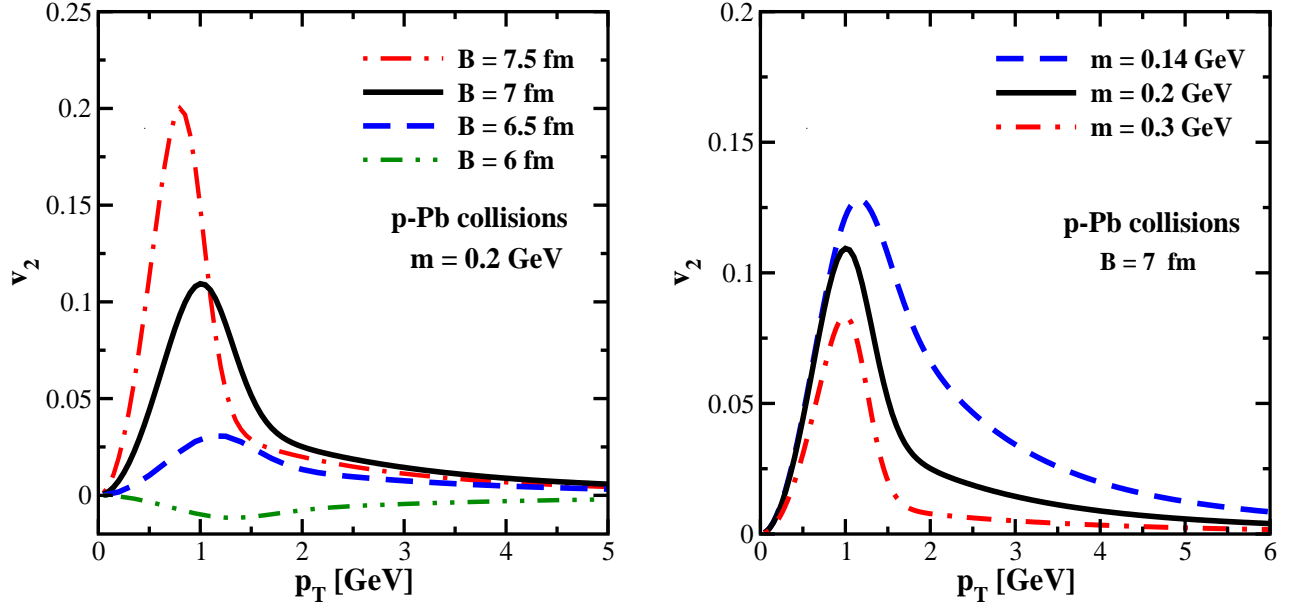 0.25
0.2
0.15
0.1
0.05
0
v2
B = 7.5 fm
B = 7 fm
B = 6.5 fm
B = 6 fm
p-Pb collisions
m = 0.2 GeV
0 1 2 3 4 5
pT [GeV]
0.2
0.15
0.1
0.05
0
v2
m = 0.14 GeV
m = 0.2 GeV
m = 0.3 GeV
p-Pb collisions
B = 7 fm
0 1 2 3 4 5 6
pT [GeV]